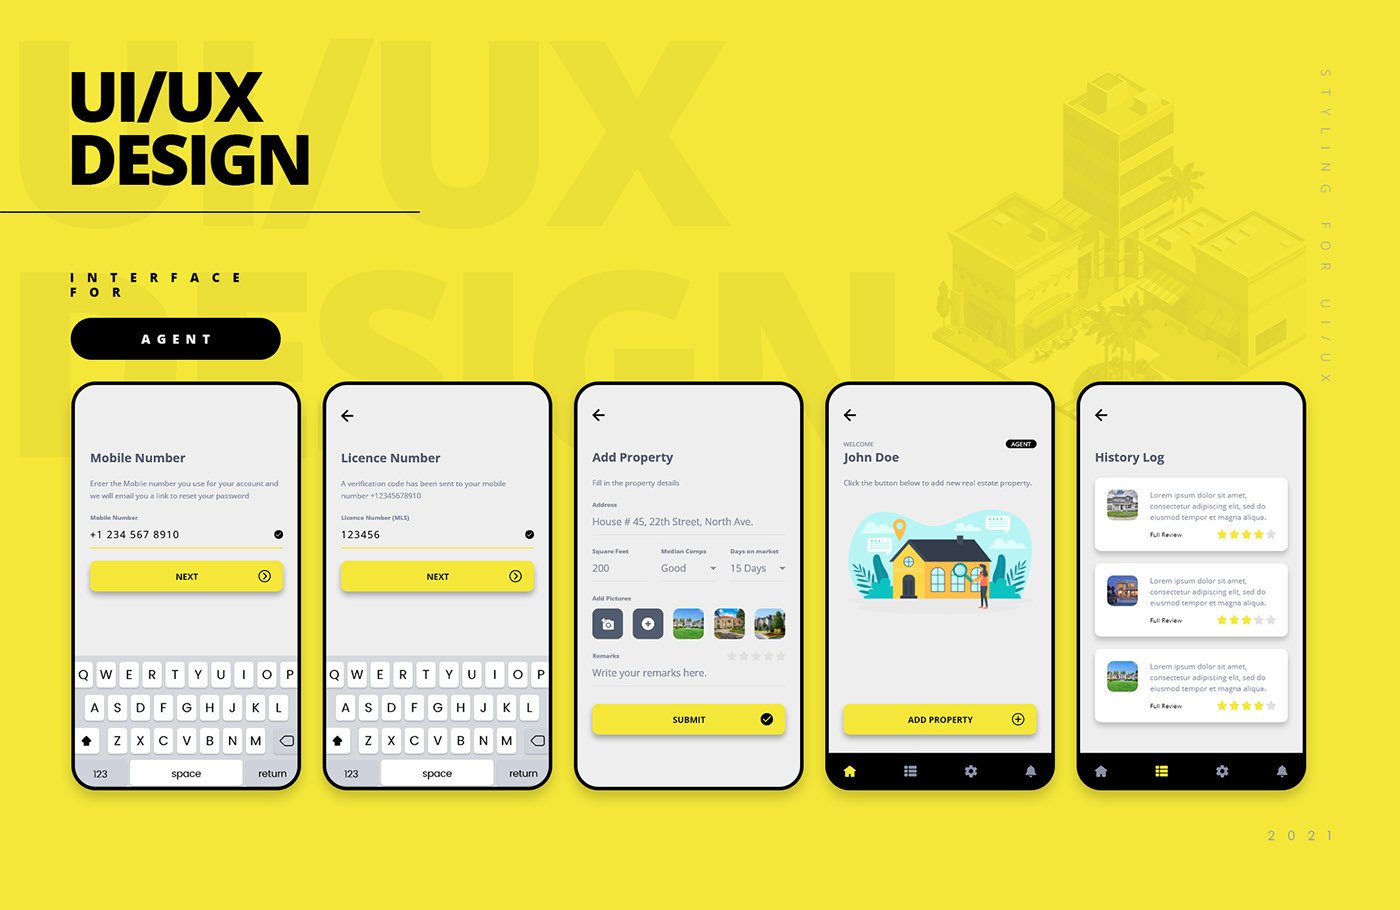 UI/UX
DESIGN
UI/UX
DESIGN
STYLING FOR UI/UX
INTERFACE
FOR
AGENT
Mobile Number
Enter the Mobile number you use for your account and
we will email you a link to reset your password
Mobile Number
+1 234 567 8910
NEXT
Q W E R T Y U I O P
A S D F G H J K L
Z X C V B N M
123 space return
Licence Number
A verification code has been sent to your mobile
number +12345678910
Licence Number (MLS)
123456
NEXT
Q W E R T Y U I O P
A S D F G H J K L
Z X C V B N M
123 space return
Add Property
Fill in the property details
Address
House # 45, 22th Street, North Ave.
Square Feet Median Comps Days on market
200 Good 15 Days
Add Pictures
Remarks
Write your remarks here.
SUBMIT
WELCOME AGENT
John Doe
Click the button below to add new real estate property.
ADD PROPERTY
History Log
Lorem ipsum dolor sit amet,
consectetur adipiscing elit, sed do
eiusmod tempor et magna aliqua.
Full Review
Lorem ipsum dolor sit amet,
consectetur adipiscing elit, sed do
eiusmod tempor et magna aliqua.
Full Review
Lorem ipsum dolor sit amet,
consectetur adipiscing elit, sed do
eiusmod tempor et magna aliqua.
Full Review
2021